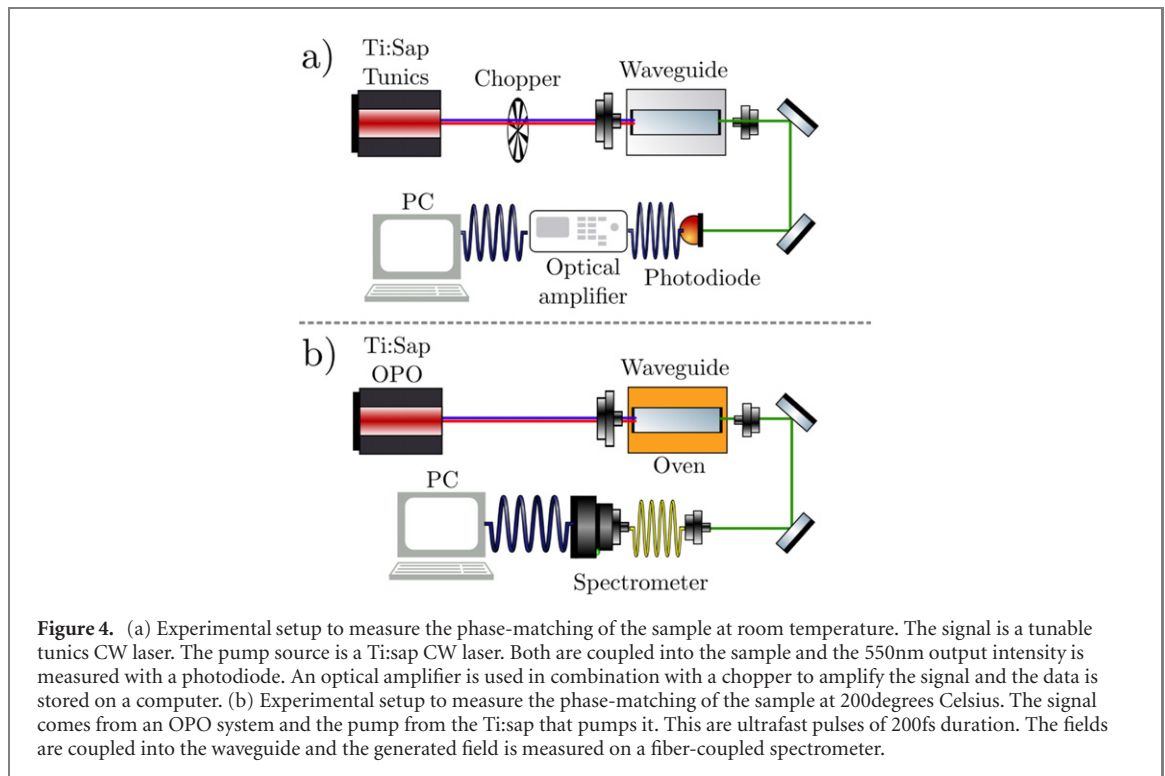 a)
Ti:Sap
Tunics
Chopper
Waveguide
PC
Optical
amplifier
Photodiode
b)
Ti:Sap
OPO
Waveguide
Oven
PC
Spectrometer
Figure 4. (a) Experimental setup to measure the phase-matching of the sample at room temperature. The signal is a tunable
tunics CW laser. The pump source is a Ti:sap CW laser. Both are coupled into the sample and the 550nm output intensity is
measured with a photodiode. An optical amplifier is used in combination with a chopper to amplify the signal and the data is
stored on a computer. (b) Experimental setup to measure the phase-matching of the sample at 200degrees Celsius. The signal
comes from an OPO system and the pump from the Ti:sap that pumps it. This are ultrafast pulses of 200fs duration. The fields
are coupled into the waveguide and the generated field is measured on a fiber-coupled spectrometer.